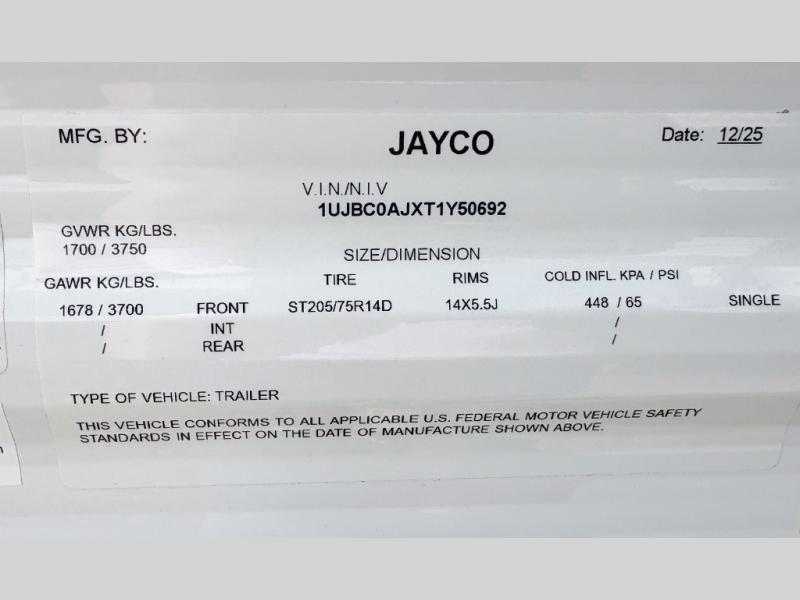 MFG. BY: JAYCO Date: 12/25
V.I.N./N.I.V
1UJBC0AJXT1Y50692
GVWR KG/LBS.
1700 / 3750
SIZE/DIMENSION
GAWR KG/LBS. TIRE RIMS COLD INFL. KPA / PSI
1678 / 3700 FRONT ST205/75R14D 14X5.5J 448 / 65 SINGLE
/ INT /
/ REAR /
TYPE OF VEHICLE: TRAILER
THIS VEHICLE CONFORMS TO ALL APPLICABLE U.S. FEDERAL MOTOR VEHICLE SAFETY
STANDARDS IN EFFECT ON THE DATE OF MANUFACTURE SHOWN ABOVE.